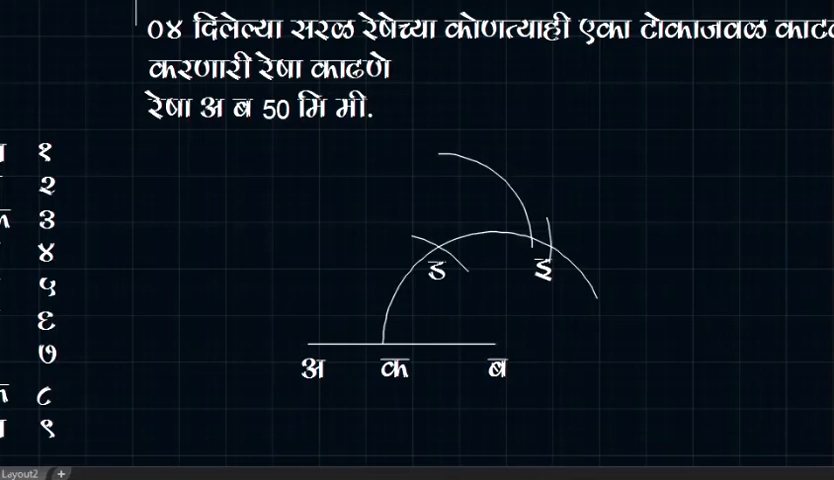 ०४ दिलेल्या सरळ रेषेच्या कोणत्याही एका टोकाजवळ
करणारी रेषा काढणे
रेषा अ ब 50 मि मी.
१
२
३
४
५
६
७
८
९
ड
इ
अ क ब
Layout2 +